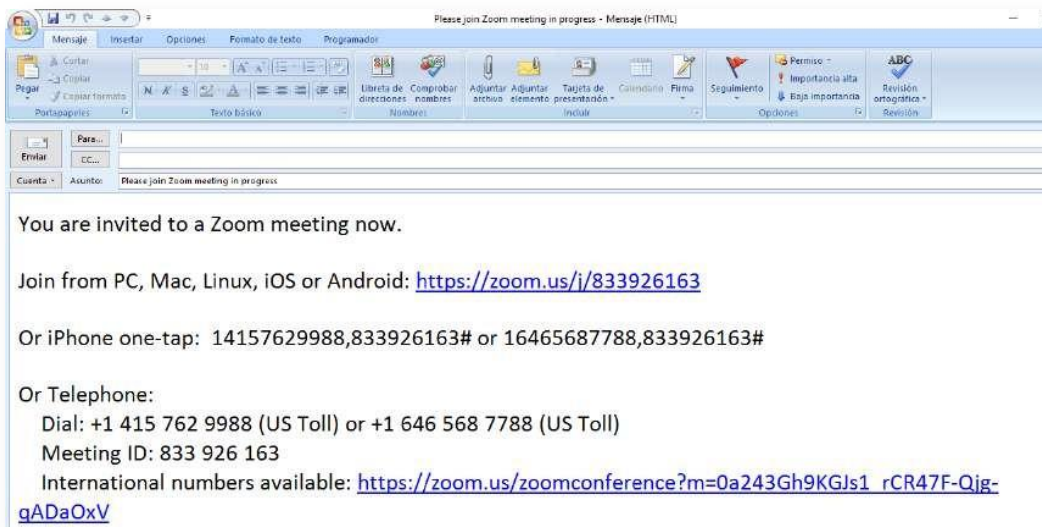 Please join Zoom meeting in progress - Mensaje (HTML)
Mensaje Insertar Opciones Formato de texto Programador
Pegar
Cortar
Copiar
Copiar formato
Portapapeles
10
A A
N K S A
Texto básico
Libreta de direcciones
Comprobar nombres
Nombres
Adjuntar archivo
Adjuntar elemento
Tarjeta de presentación
Calendario
Firma
Incluir
Seguimiento
Permiso
Importancia alta
Baja importancia
Opciones
ABC
Revisión ortográfica
Revisión
Enviar
Para...
CC...
Cuenta
Asunto: Please join Zoom meeting in progress
You are invited to a Zoom meeting now.
Join from PC, Mac, Linux, iOS or Android: https://zoom.us/j/833926163
Or iPhone one-tap: 14157629988,833926163# or 16465687788,833926163#
Or Telephone:
Dial: +1 415 762 9988 (US Toll) or +1 646 568 7788 (US Toll)
Meeting ID: 833 926 163
International numbers available: https://zoom.us/zoomconference?m=0a243Gh9KGJs1_rCR47F-Qjg-
qADaOxV